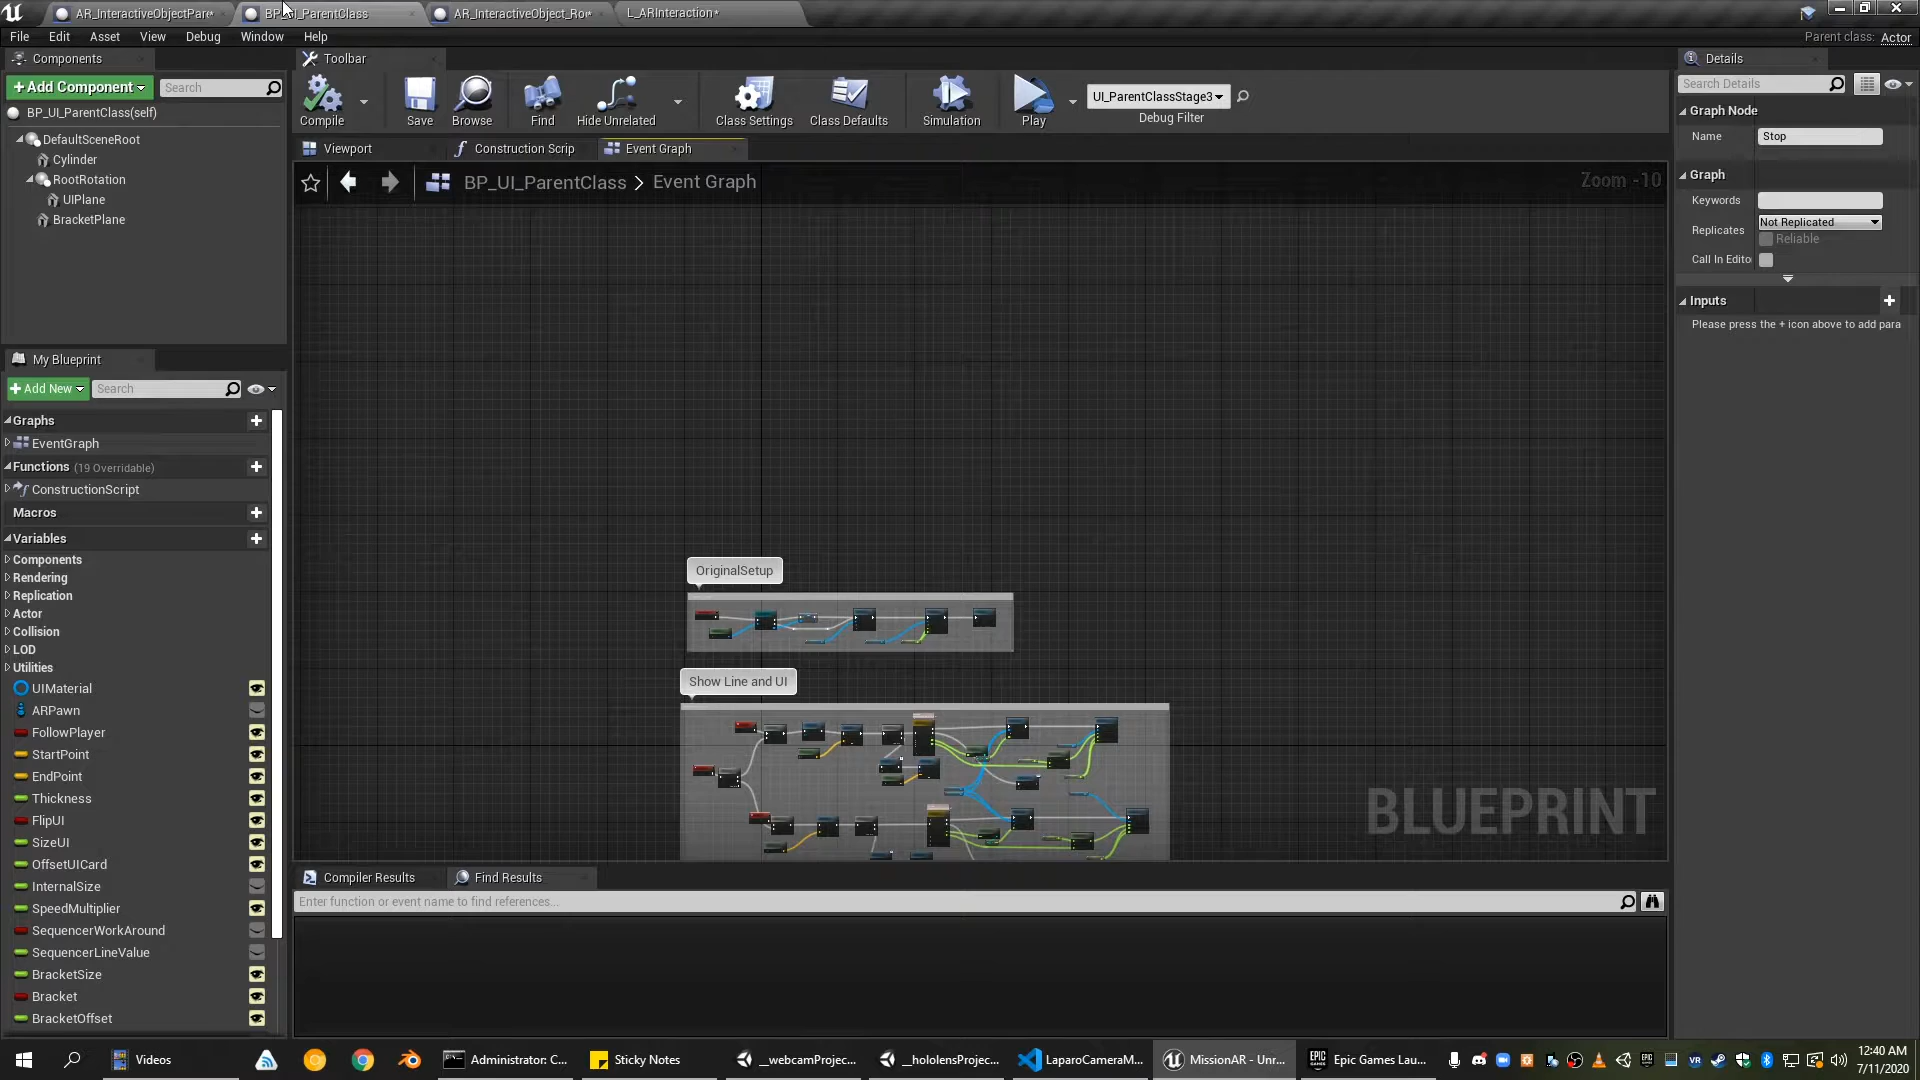 AR_InteractiveObjectPare*
BP_UI_ParentClass
AR_InteractiveObject_Roi*
L_ARInteraction*
File
Edit
Asset
View
Debug
Window
Help
Parent class: Actor
Components
+Add Component
Search
BP_UI_ParentClass(self)
DefaultSceneRoot
Cylinder
RootRotation
UIPlane
BracketPlane
My Blueprint
+Add New
Search
Graphs
EventGraph
Functions (19 Overridable)
ConstructionScript
Macros
Variables
Components
Rendering
Replication
Actor
Collision
LOD
Utilities
UIMaterial
ARPawn
FollowPlayer
StartPoint
EndPoint
Thickness
FlipUI
SizeUI
OffsetUICard
InternalSize
SpeedMultiplier
SequencerWorkAround
SequencerLineValue
BracketSize
Bracket
BracketOffset
Toolbar
Compile
Save
Browse
Find
Hide Unrelated
Class Settings
Class Defaults
Simulation
Play
UI_ParentClassStage3
Debug Filter
Viewport
Construction Scrip
Event Graph
BP_UI_ParentClass > Event Graph
Zoom -10
OriginalSetup
Show Line and UI
BLUEPRINT
Compiler Results
Find Results
Enter function or event name to find references...
Details
Search Details
Graph Node
Name
Stop
Graph
Keywords
Replicates
Not Replicated
Reliable
Call In Edito
Inputs
Please press the + icon above to add para
Videos
Administrator: C...
Sticky Notes
__webcamProjec...
__hololensProjec...
LaparoCameraM...
MissionAR - Unr...
Epic Games Lau...
12:40 AM
7/11/2020